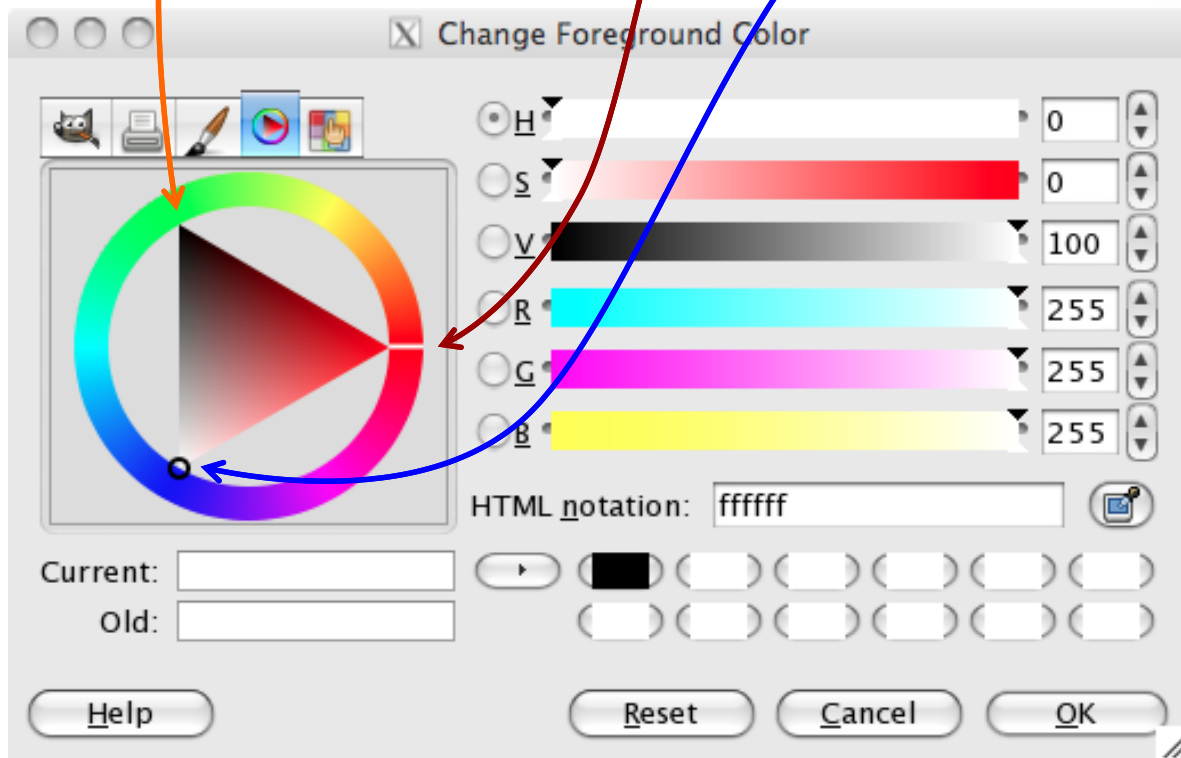 Change Foreground Color
H 0
S 0
V 100
R 255
G 255
B 255
HTML notation: ffffff
Current:
Old:
Help Reset Cancel OK